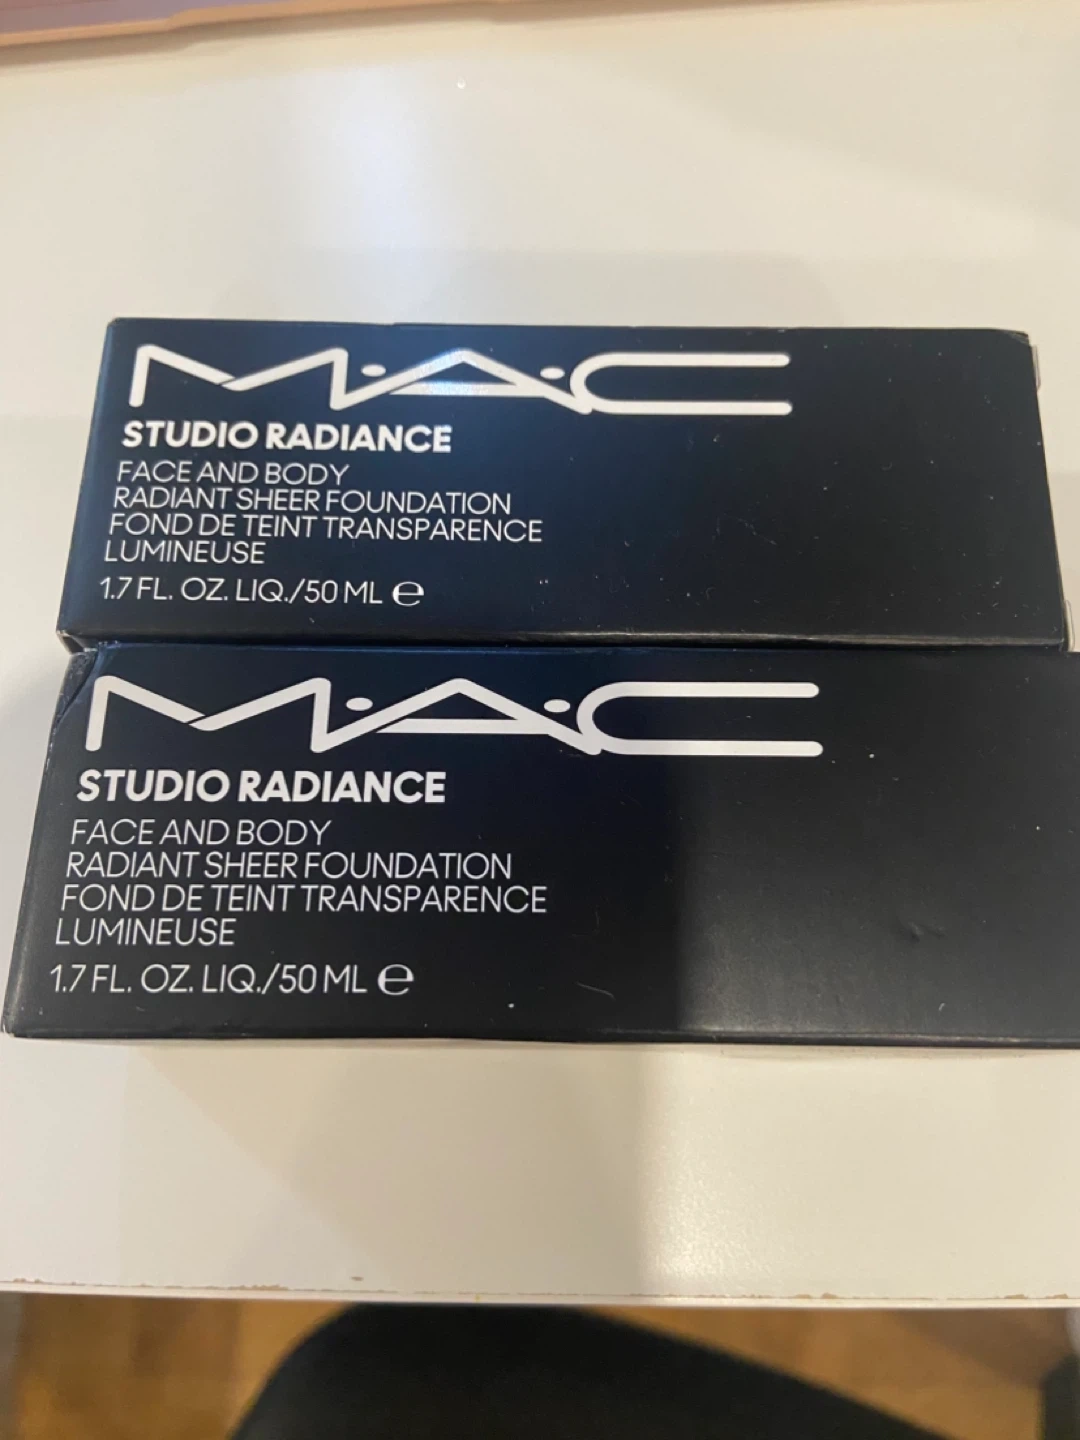 M·A·C
STUDIO RADIANCE
FACE AND BODY
RADIANT SHEER FOUNDATION
FOND DE TEINT TRANSPARENCE
LUMINEUSE
1.7 FL. OZ. LIQ./50 ML ℮
M·A·C
STUDIO RADIANCE
FACE AND BODY
RADIANT SHEER FOUNDATION
FOND DE TEINT TRANSPARENCE
LUMINEUSE
1.7 FL. OZ. LIQ./50 ML ℮